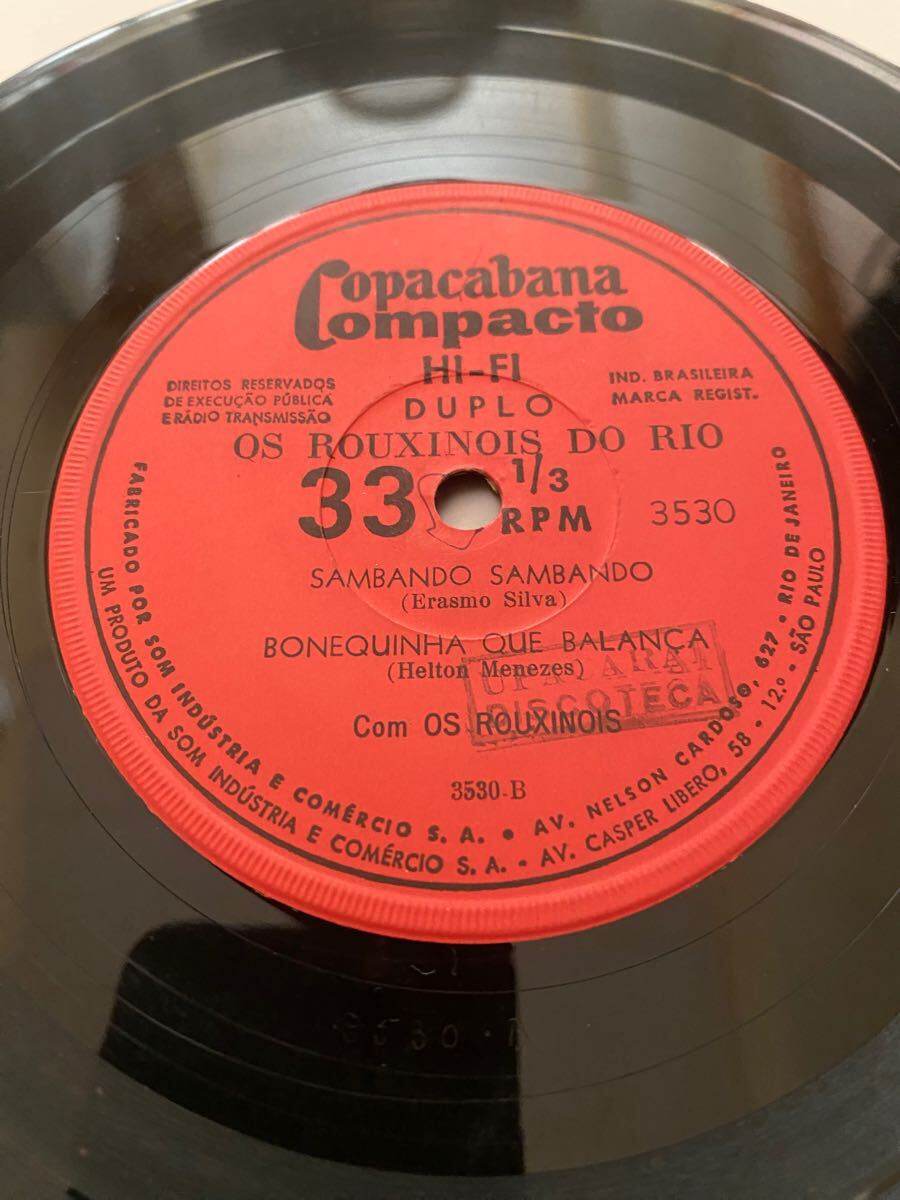 Copacabana
Compacto
HI-FI
DUPLO
DIREITOS RESERVADOS
DE EXECUÇÃO PÚBLICA
E RÁDIO TRANSMISSÃO
IND. BRASILEIRA
MARCA REGIST.
OS ROUXINOIS DO RIO
33 1/3
RPM
3530
SAMBANDO SAMBANDO
(Erasmo Silva)
BONEQUINHA QUE BALANÇA
(Helton Menezes)
DISCOTECA
Com OS ROUXINOIS
3530-B
FABRICADO POR SOM INDÚSTRIA E COMÉRCIO S. A. • AV. NELSON CARDOSO, 627 • RIO DE JANEIRO
UM PRODUTO DA SOM INDÚSTRIA E COMÉRCIO S. A. - AV. CASPER LIBERO, 58 - 12.º - SÃO PAULO